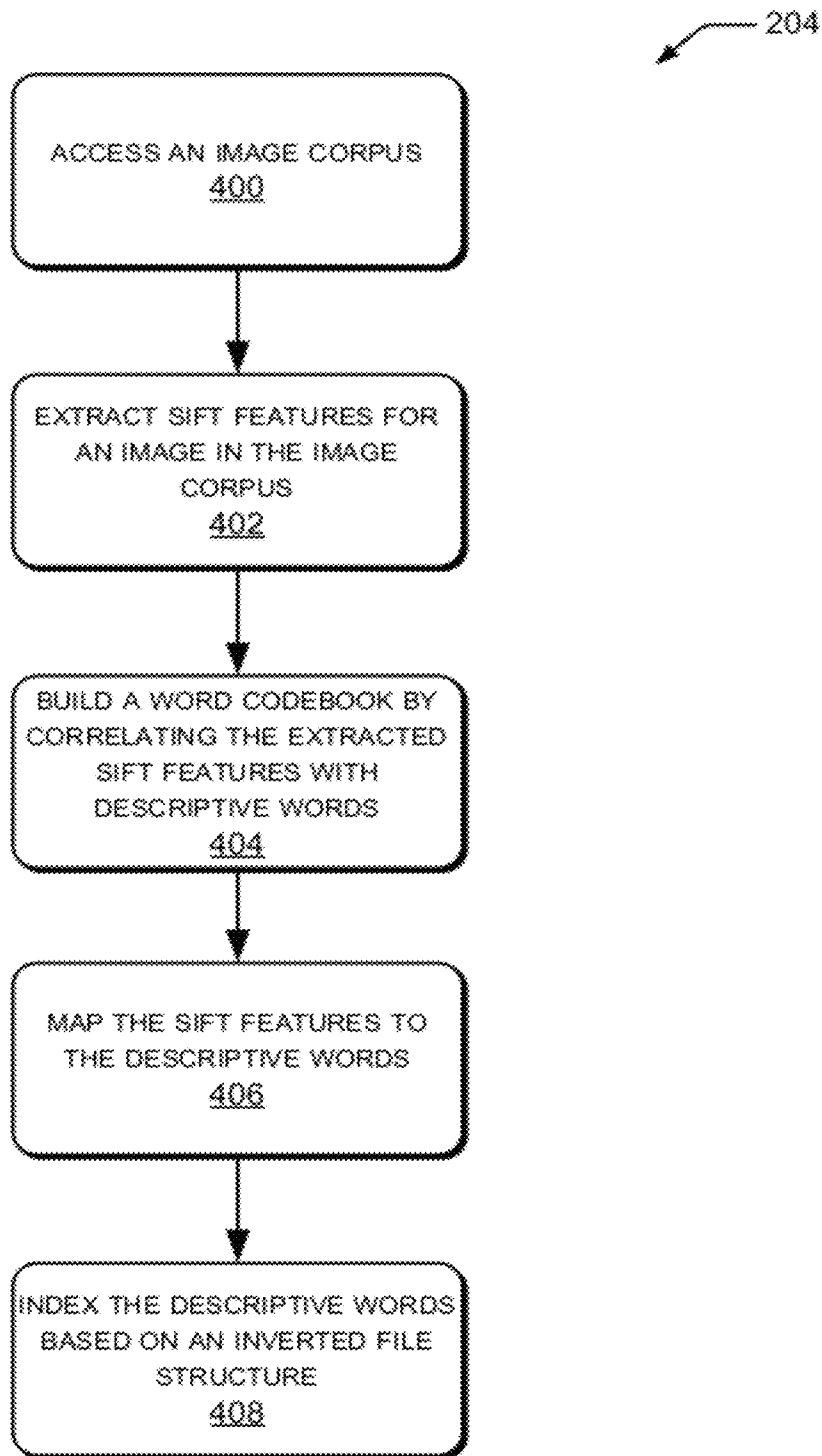 204
ACCESS AN IMAGE CORPUS
400
EXTRACT SIFT FEATURES FOR
AN IMAGE IN THE IMAGE
CORPUS
402
BUILD A WORD CODEBOOK BY
CORRELATING THE EXTRACTED
SIFT FEATURES WITH
DESCRIPTIVE WORDS
404
MAP THE SIFT FEATURES TO
THE DESCRIPTIVE WORDS
406
INDEX THE DESCRIPTIVE WORDS
BASED ON AN INVERTED FILE
STRUCTURE
408